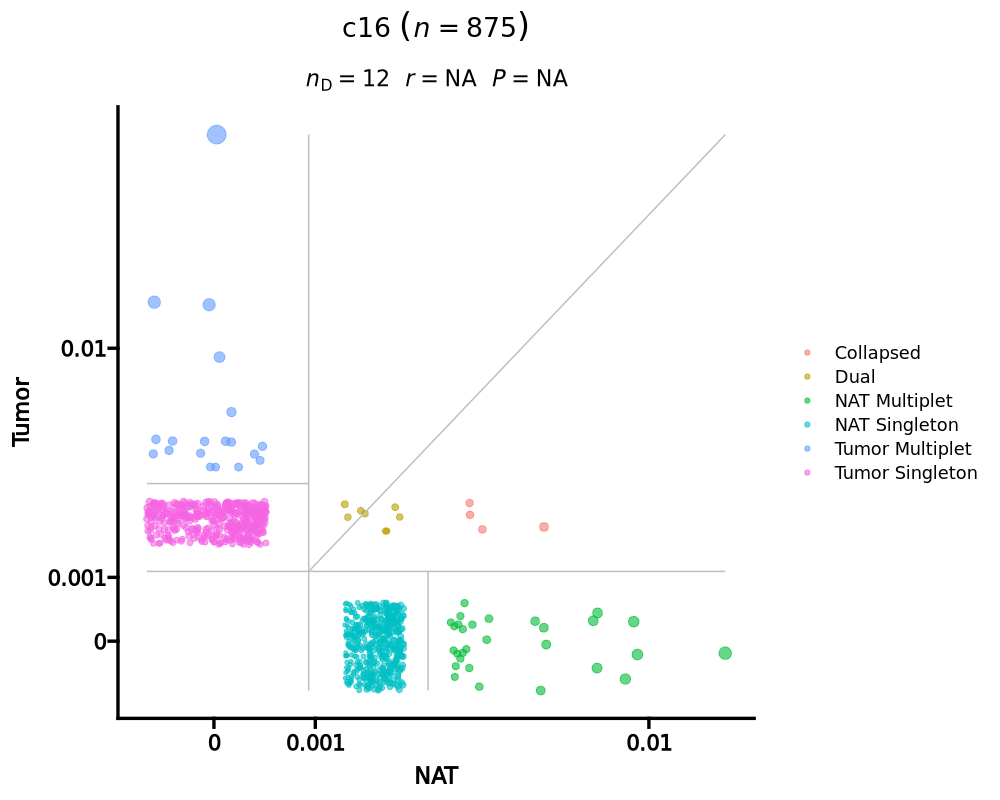 c16 (n = 875)
nD = 12 r = NA P = NA
Tumor
0.01
0.001
0
0 0.001 0.01
NAT
Collapsed
Dual
NAT Multiplet
NAT Singleton
Tumor Multiplet
Tumor Singleton